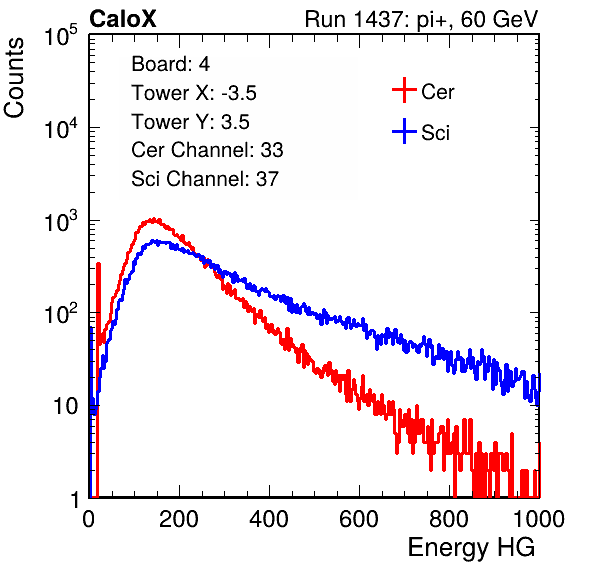 CaloX Run 1437: pi+, 60 GeV
Counts
10^5
10^4
10^3
10^2
10
1
Board: 4
Tower X: -3.5
Tower Y: 3.5
Cer Channel: 33
Sci Channel: 37
Cer
Sci
0 200 400 600 800 1000
Energy HG